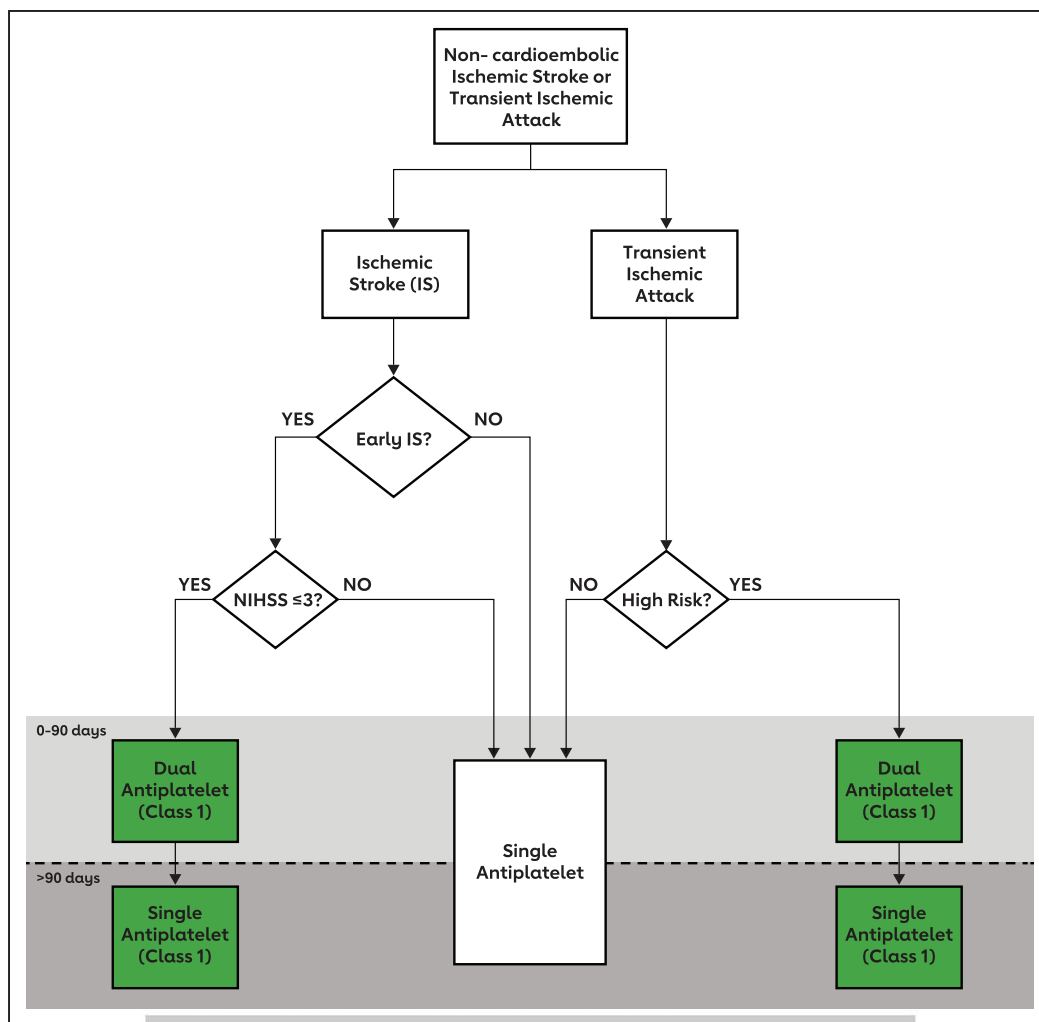 Non- cardioembolic
Ischemic Stroke or
Transient Ischemic
Attack
Ischemic
Stroke (IS)
Transient
Ischemic
Attack
YES
NO
Early IS?
YES
NO
NIHSS ≤3?
NO
YES
High Risk?
0-90 days
Dual
Antiplatelet
(Class 1)
Single
Antiplatelet
Dual
Antiplatelet
(Class 1)
>90 days
Single
Antiplatelet
(Class 1)
Single
Antiplatelet
(Class 1)